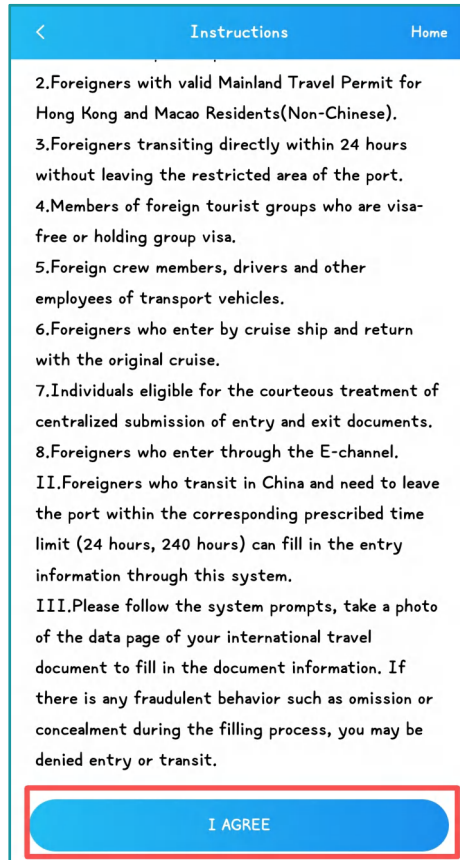 Instructions
Home
2.Foreigners with valid Mainland Travel Permit for
Hong Kong and Macao Residents(Non-Chinese).
3.Foreigners transiting directly within 24 hours
without leaving the restricted area of the port.
4.Members of foreign tourist groups who are visa-
free or holding group visa.
5.Foreign crew members, drivers and other
employees of transport vehicles.
6.Foreigners who enter by cruise ship and return
with the original cruise.
7.Individuals eligible for the courteous treatment of
centralized submission of entry and exit documents.
8.Foreigners who enter through the E-channel.
II.Foreigners who transit in China and need to leave
the port within the corresponding prescribed time
limit (24 hours, 240 hours) can fill in the entry
information through this system.
III.Please follow the system prompts, take a photo
of the data page of your international travel
document to fill in the document information. If
there is any fraudulent behavior such as omission or
concealment during the filling process, you may be
denied entry or transit.
I AGREE